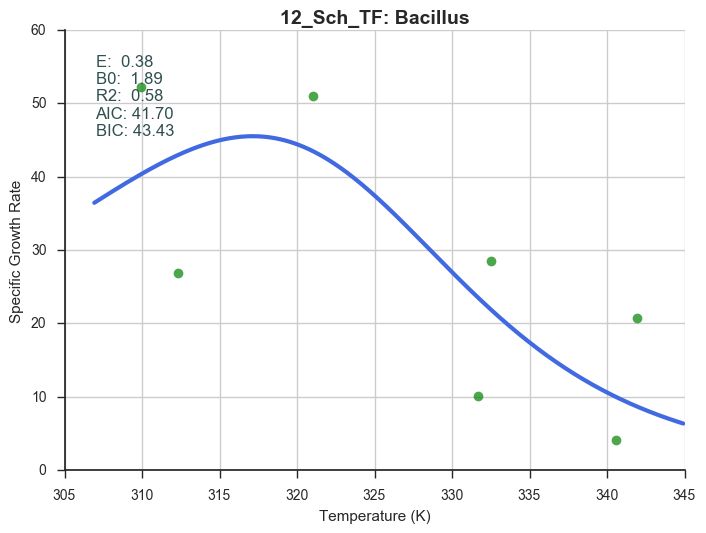 12_Sch_TF: Bacillus
60
50
40
30
20
10
0
E: 0.38
B0: 1.89
R2: 0.58
AIC: 41.70
BIC: 43.43
Specific Growth Rate
305 310 315 320 325 330 335 340 345
Temperature (K)